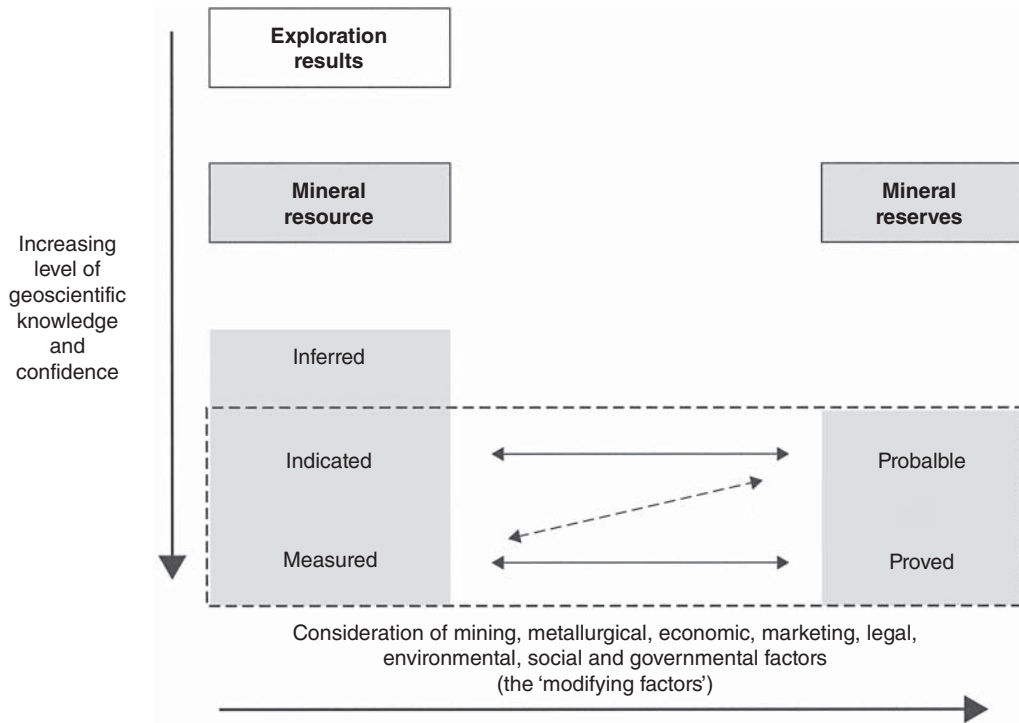 Exploration
results
Mineral
resource
Mineral
reserves
Increasing
level of
geoscientific
knowledge
and
confidence
Inferred
Indicated
Probalble
Measured
Proved
Consideration of mining, metallurgical, economic, marketing, legal,
environmental, social and governmental factors
(the ‘modifying factors’)